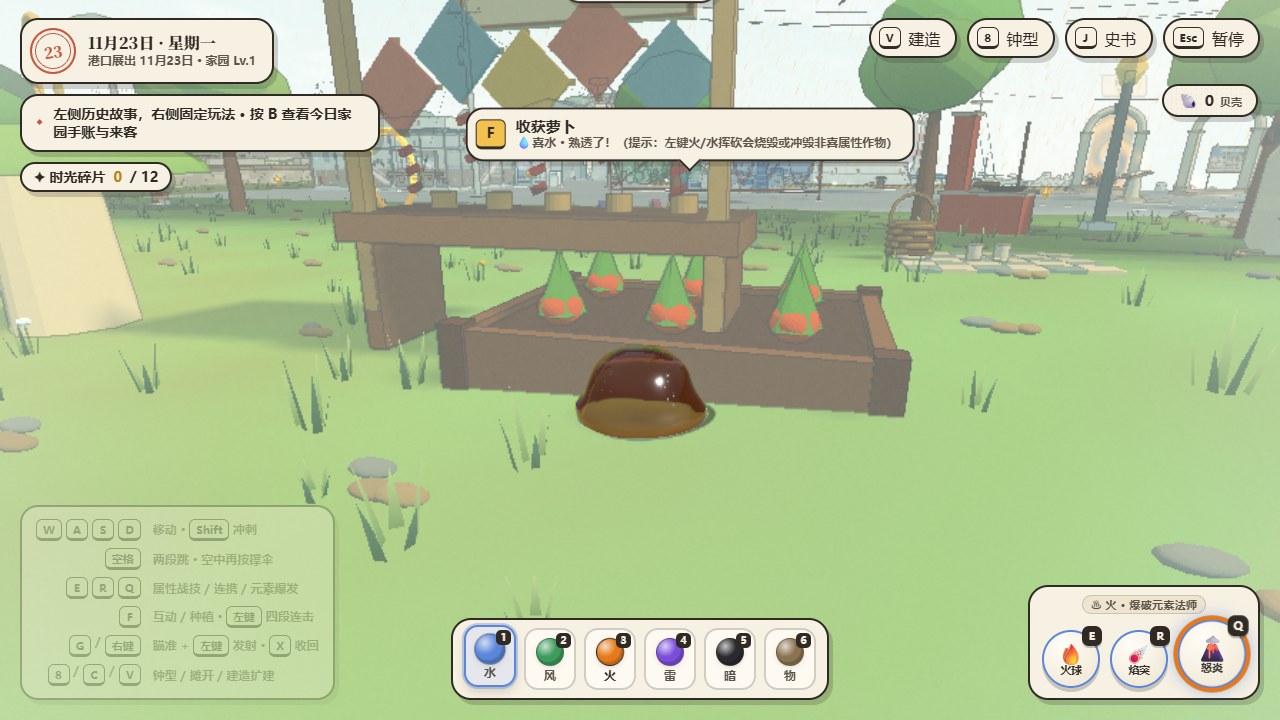 23
11月23日 · 星期一
港口展出 11月23日 · 家园 Lv.1
左侧历史故事，右侧固定玩法 · 按 B 查看今日家
园手账与来客
✦ 时光碎片 0 / 12
V 建造
8 钟型
J 史书
Esc 暂停
0 贝壳
F 收获萝卜
💧喜水 · 熟透了！（提示：左键火/水挥砍会烧毁或冲毁非喜属性作物）
W A S D 移动 · Shift 冲刺
空格 两段跳 · 空中再按撑伞
E R Q 属性战技 / 连携 / 元素爆发
F 互动 / 种植 · 左键 四段连击
G / 右键 瞄准 + 左键 发射 · X 收回
8 / C / V 钟型 / 摊开 / 建造扩建
1 水
2 风
3 火
4 雷
5 暗
6 物
♨ 火 · 爆破元素法师
E 火球
R 焰突
Q 怒炎